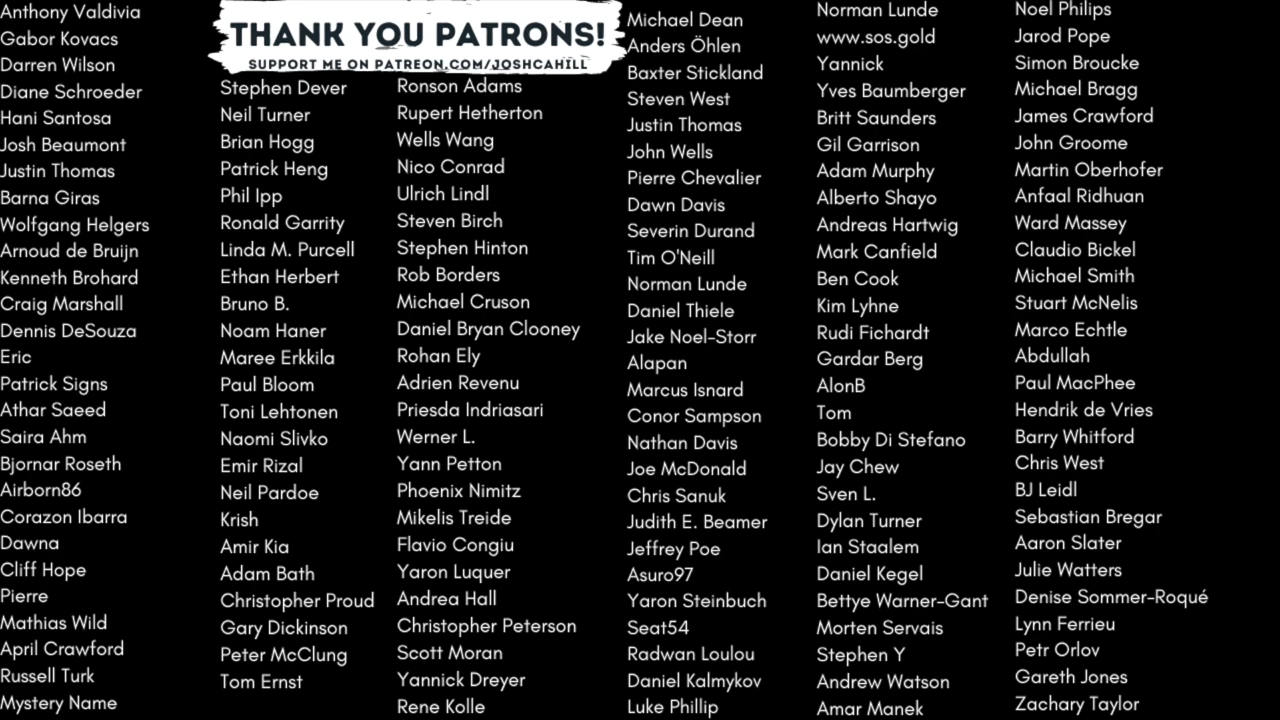 Anthony Valdivia
Gabor Kovacs
Darren Wilson
Diane Schroeder
Hani Santosa
Josh Beaumont
Justin Thomas
Barna Giras
Wolfgang Helgers
Arnoud de Bruijn
Kenneth Brohard
Craig Marshall
Dennis DeSouza
Eric
Patrick Signs
Athar Saeed
Saira Ahm
Bjornar Roseth
Airborn86
Corazon Ibarra
Dawna
Cliff Hope
Pierre
Mathias Wild
April Crawford
Russell Turk
Mystery Name
THANK YOU PATRONS!
SUPPORT ME ON PATREON.COM/JOSHCAHILL
Stephen Dever
Neil Turner
Brian Hogg
Patrick Heng
Phil Ipp
Ronald Garrity
Linda M. Purcell
Ethan Herbert
Bruno B.
Noam Haner
Maree Erkkila
Paul Bloom
Toni Lehtonen
Naomi Slivko
Emir Rizal
Neil Pardoe
Krish
Amir Kia
Adam Bath
Christopher Proud
Gary Dickinson
Peter McClung
Tom Ernst
Ronson Adams
Rupert Hetherton
Wells Wang
Nico Conrad
Ulrich Lindl
Steven Birch
Stephen Hinton
Rob Borders
Michael Cruson
Daniel Bryan Clooney
Rohan Ely
Adrien Revenu
Priesda Indriasari
Werner L.
Yann Petton
Phoenix Nimitz
Mikelis Treide
Flavio Congiu
Yaron Luquer
Andrea Hall
Christopher Peterson
Scott Moran
Yannick Dreyer
Rene Kolle
Michael Dean
Anders Öhlen
Baxter Stickland
Steven West
Justin Thomas
John Wells
Pierre Chevalier
Dawn Davis
Severin Durand
Tim O'Neill
Norman Lunde
Daniel Thiele
Jake Noel-Storr
Alapan
Marcus Isnard
Conor Sampson
Nathan Davis
Joe McDonald
Chris Sanuk
Judith E. Beamer
Jeffrey Poe
Asuro97
Yaron Steinbuch
Seat54
Radwan Loulou
Daniel Kalmykov
Luke Phillip
Norman Lunde
www.sos.gold
Yannick
Yves Baumberger
Britt Saunders
Gil Garrison
Adam Murphy
Alberto Shayo
Andreas Hartwig
Mark Canfield
Ben Cook
Kim Lyhne
Rudi Fichardt
Gardar Berg
AlonB
Tom
Bobby Di Stefano
Jay Chew
Sven L.
Dylan Turner
Ian Staalem
Daniel Kegel
Bettye Warner-Gant
Morten Servais
Stephen Y
Andrew Watson
Amar Manek
Noel Philips
Jarod Pope
Simon Broucke
Michael Bragg
James Crawford
John Groome
Martin Oberhofer
Anfaal Ridhuan
Ward Massey
Claudio Bickel
Michael Smith
Stuart McNelis
Marco Echtle
Abdullah
Paul MacPhee
Hendrik de Vries
Barry Whitford
Chris West
BJ Leidl
Sebastian Bregar
Aaron Slater
Julie Watters
Denise Sommer-Roqué
Lynn Ferrieu
Petr Orlov
Gareth Jones
Zachary Taylor